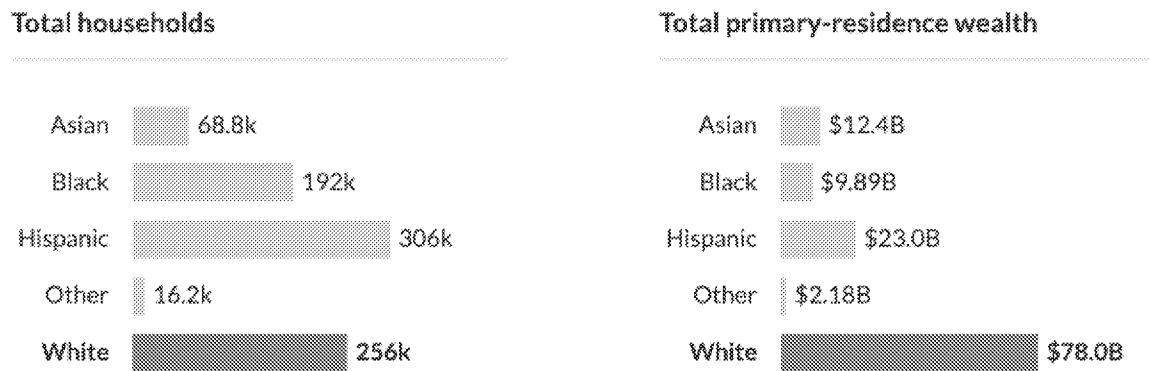 Total households
Asian 68.8k
Black 192k
Hispanic 306k
Other 16.2k
White 256k
Total primary-residence wealth
Asian $12.4B
Black $9.89B
Hispanic $23.0B
Other $2.18B
White $78.0B